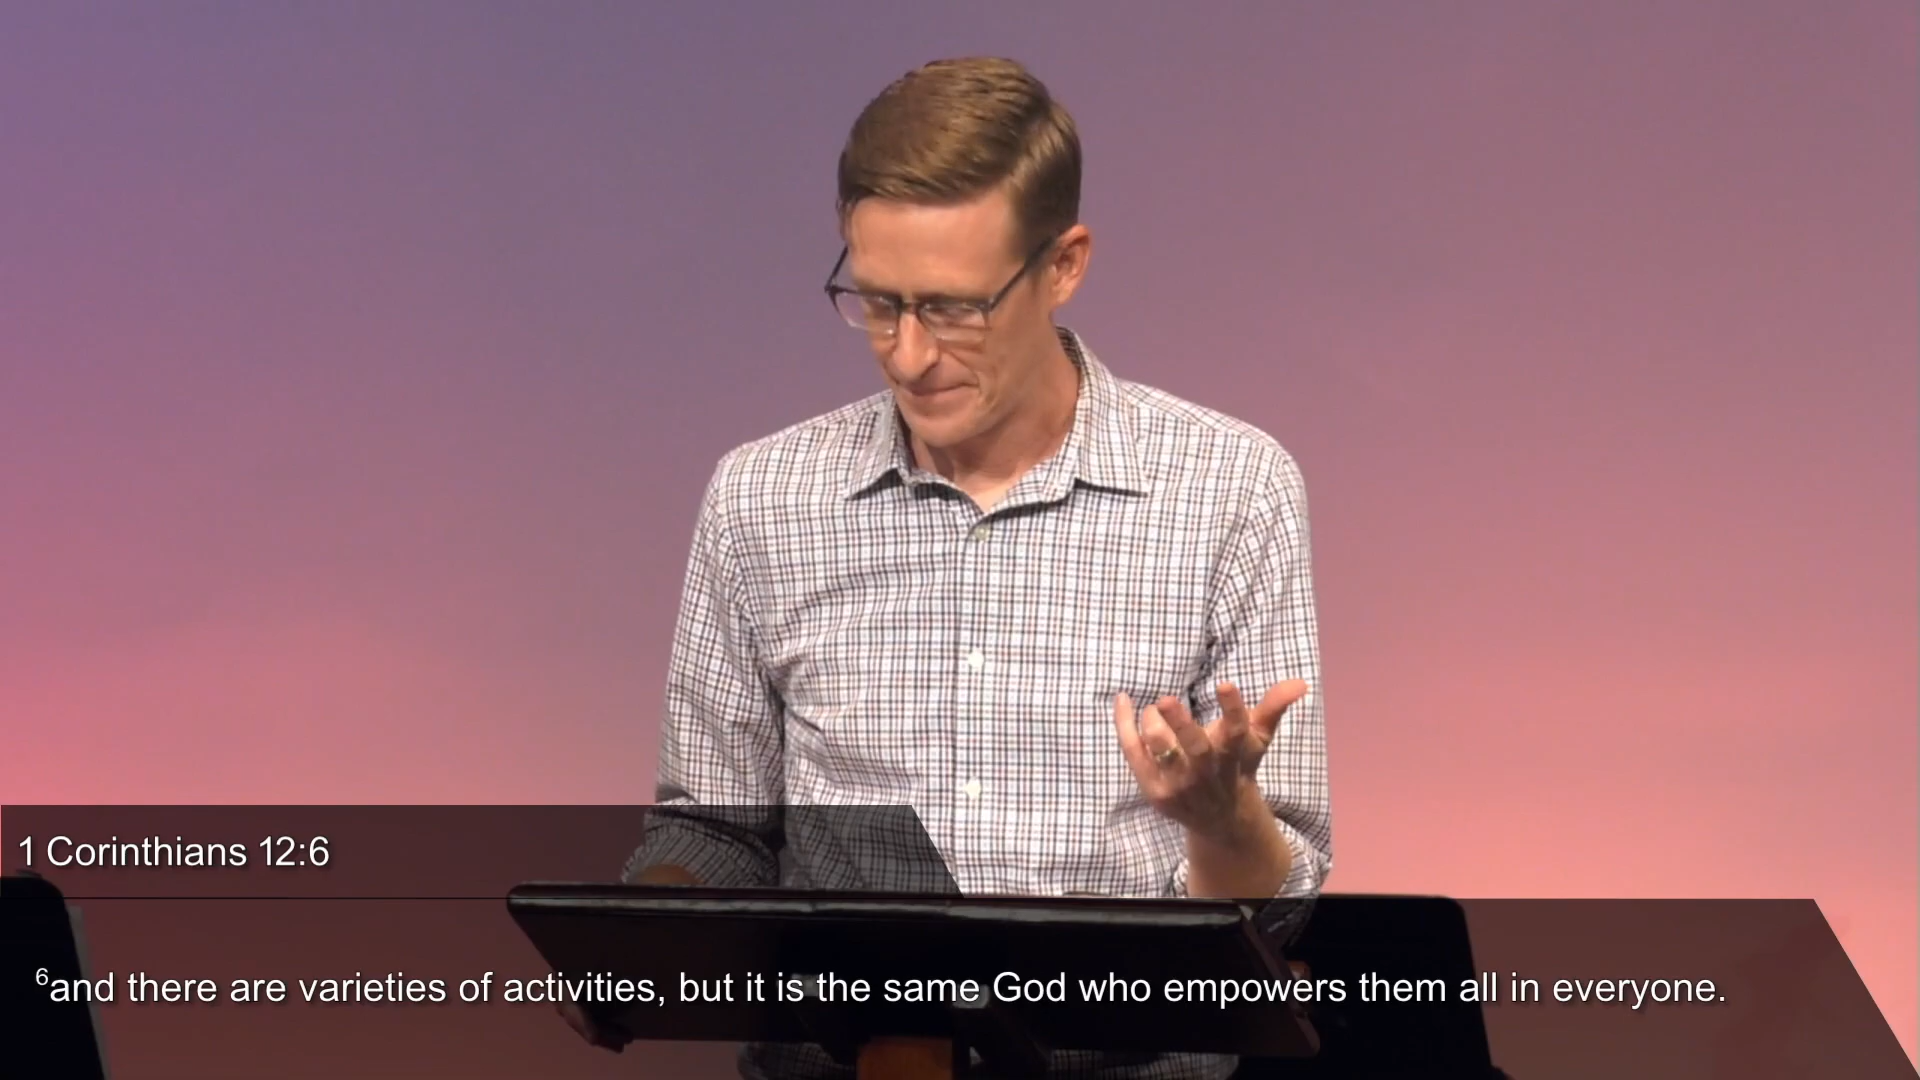 1 Corinthians 12:6
⁶and there are varieties of activities, but it is the same God who empowers them all in everyone.